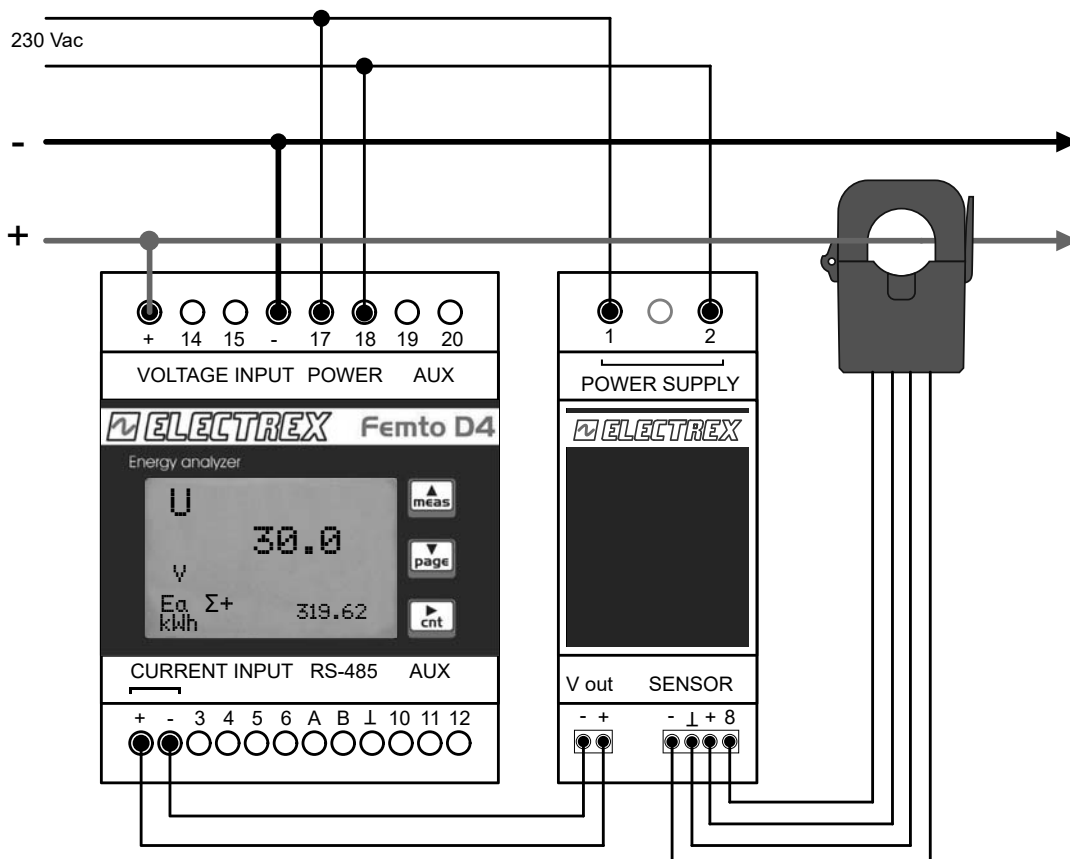 230 Vac
-
+
+ 14 15 - 17 18 19 20
VOLTAGE INPUT POWER AUX
ELECTREX Femto D4
Energy analyzer
U
30.0
V
Ea Σ+ 319.62
kWh
meas
page
cnt
CURRENT INPUT RS-485 AUX
+ - 3 4 5 6 A B ⊥ 10 11 12
1 2
POWER SUPPLY
ELECTREX
V out SENSOR
- + - ⊥ + 8